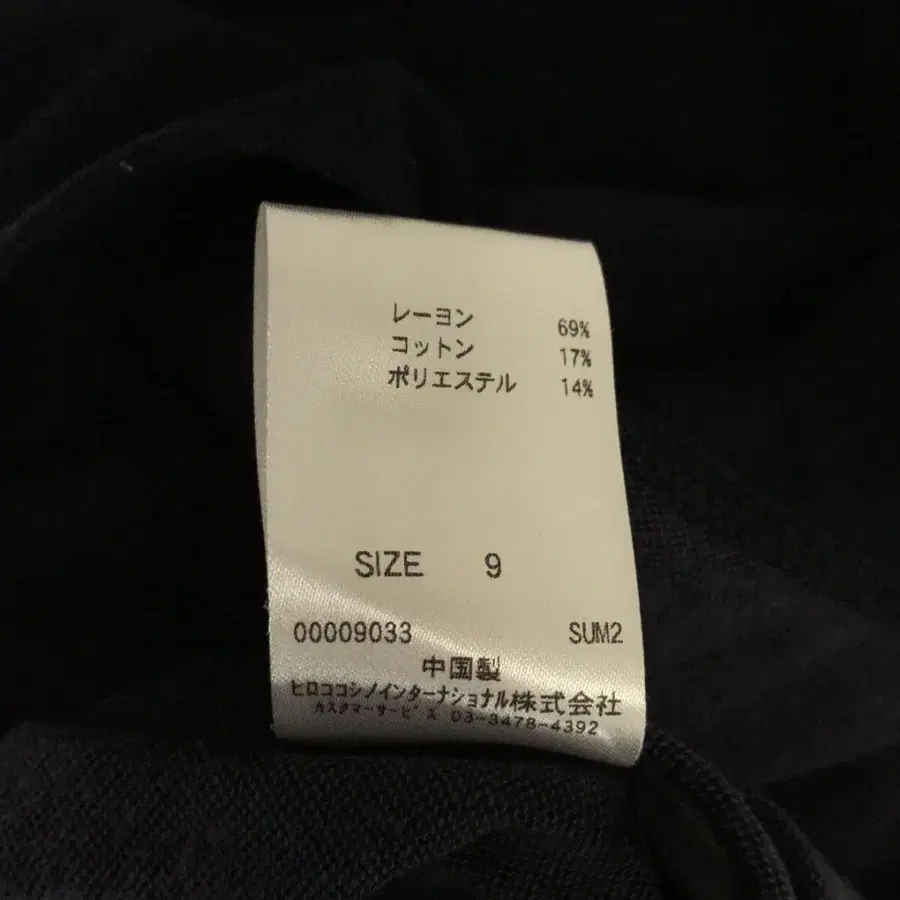 レーヨン 69%
コットン 17%
ポリエステル 14%
SIZE 9
00009033 SUM2
中国製
ヒロココシノインターナショナル株式会社
カスタマーサービス 03-3478-4392